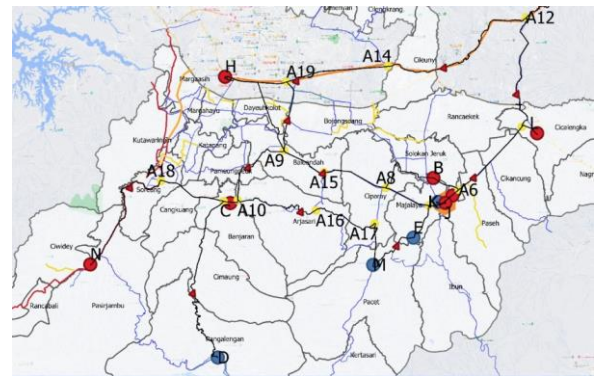 Cilengkrang
A12
H
A14
Cileuny
Margaasih
A19
Margahayu
Dayeuhkolot
Bojongsoang
Rancaekek
L
Cicalengka
Kutawaringin
Katapang
Solokan Jeruk
A9
Baleendah
Pameungpeuk
A18
Soreang
A15
A8
B
A6
Cikancung
Nagr
Ciparay
Majalaya
K
Cangkuang
C
A10
A16
Arjasari
A17
Paseh
Banjaran
Ciwidey
N
M
Cimaung
Ibun
Rancabali
Pasirjambu
Pacet
Pangalengan
D
Kertasari